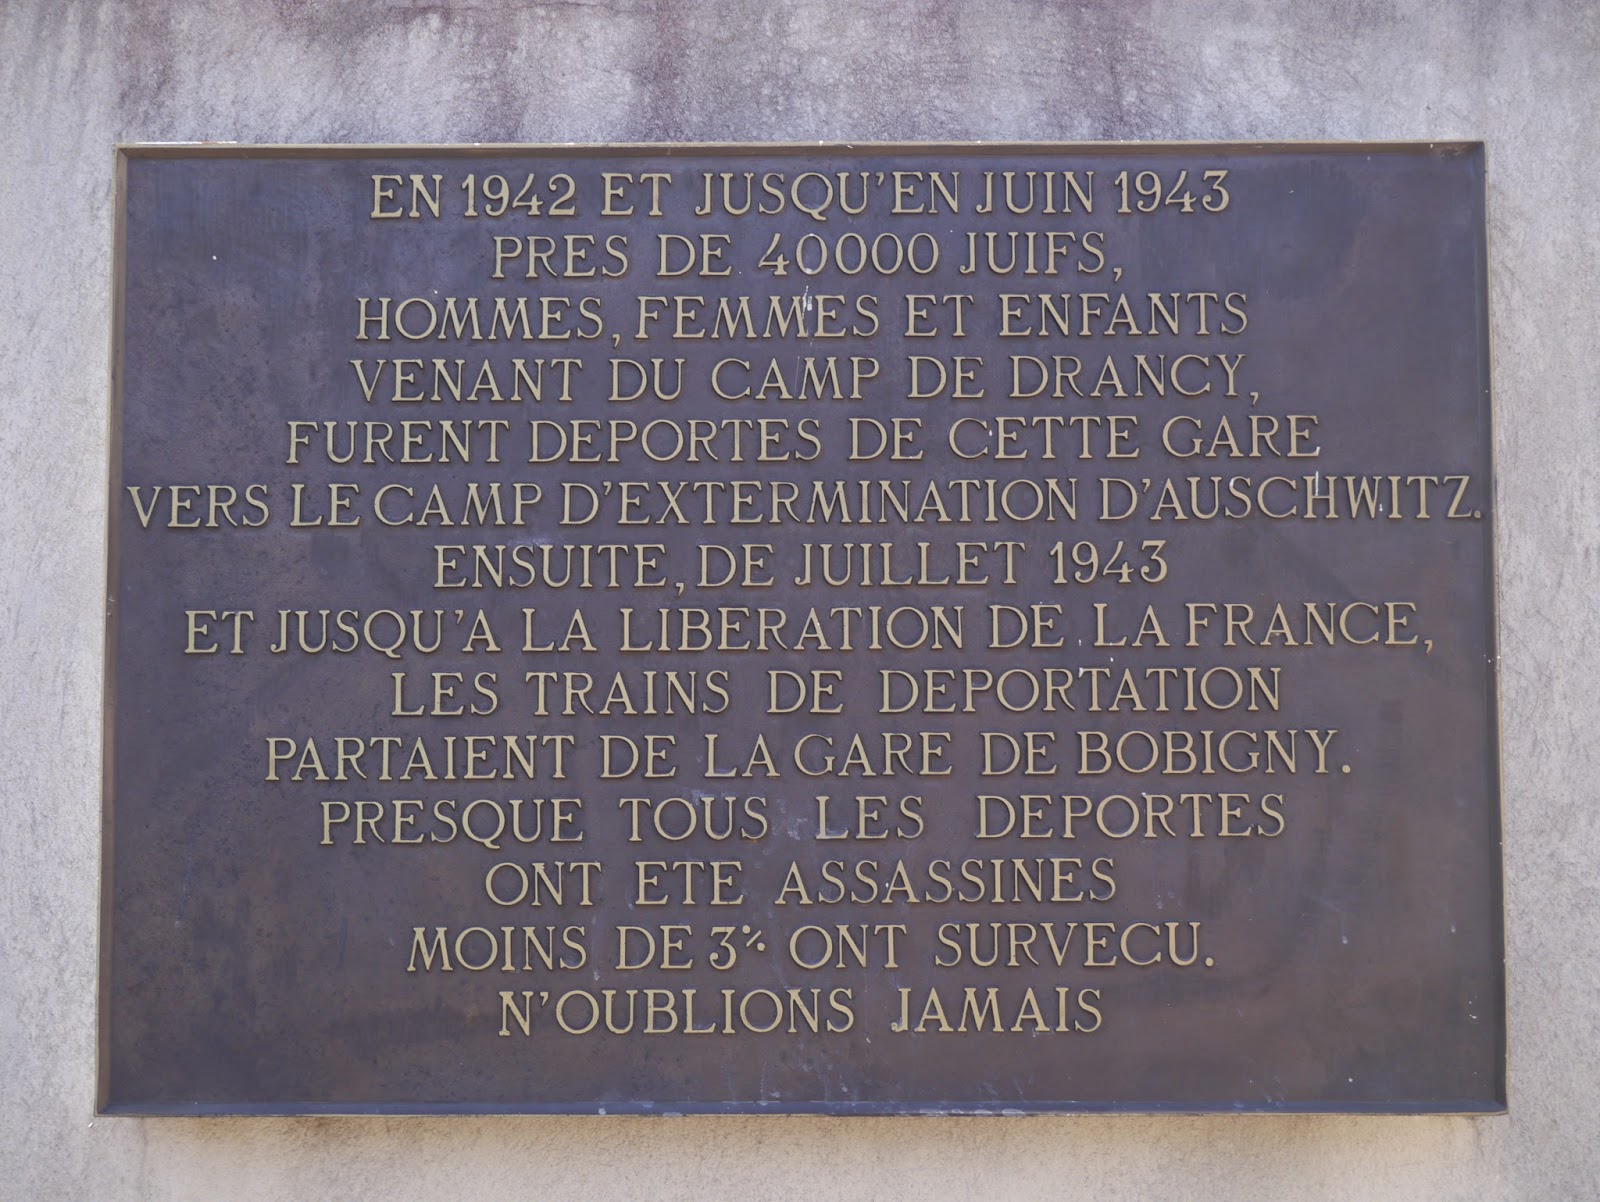 EN 1942 ET JUSQU'EN JUIN 1943
PRES DE 40000 JUIFS,
HOMMES, FEMMES ET ENFANTS
VENANT DU CAMP DE DRANCY,
FURENT DEPORTES DE CETTE GARE
VERS LE CAMP D'EXTERMINATION D'AUSCHWITZ.
ENSUITE, DE JUILLET 1943
ET JUSQU'A LA LIBERATION DE LA FRANCE,
LES TRAINS DE DEPORTATION
PARTAIENT DE LA GARE DE BOBIGNY.
PRESQUE TOUS LES DEPORTES
ONT ETE ASSASSINES
MOINS DE 3% ONT SURVECU.
N'OUBLIONS JAMAIS